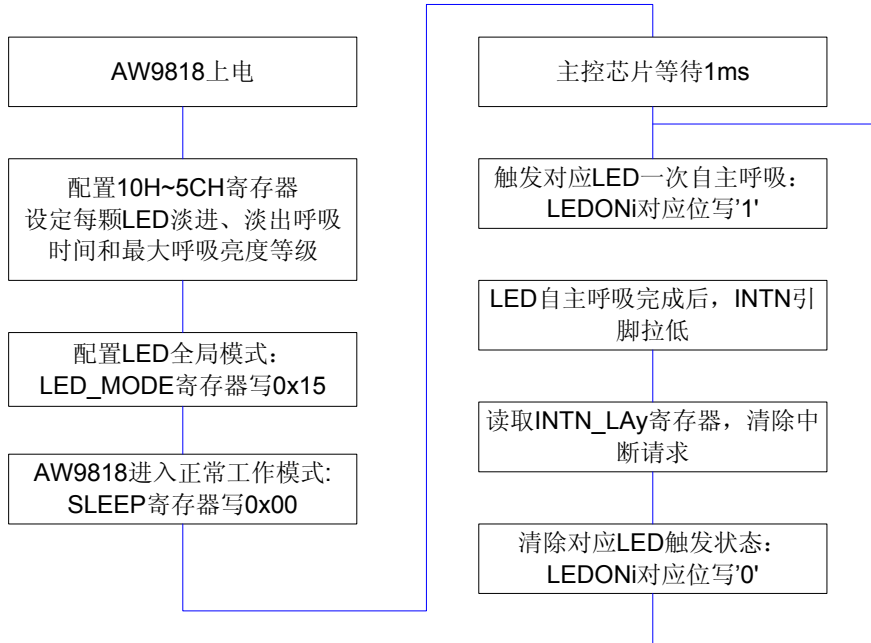 AW9818上电
配置10H~5CH寄存器
设定每颗LED淡进、淡出呼吸
时间和最大呼吸亮度等级
配置LED全局模式：
LED_MODE寄存器写0x15
AW9818进入正常工作模式:
SLEEP寄存器写0x00
主控芯片等待1ms
触发对应LED一次自主呼吸：
LEDONi对应位写'1'
LED自主呼吸完成后，INTN引
脚拉低
读取INTN_LAy寄存器，清除中
断请求
清除对应LED触发状态：
LEDONi对应位写'0'